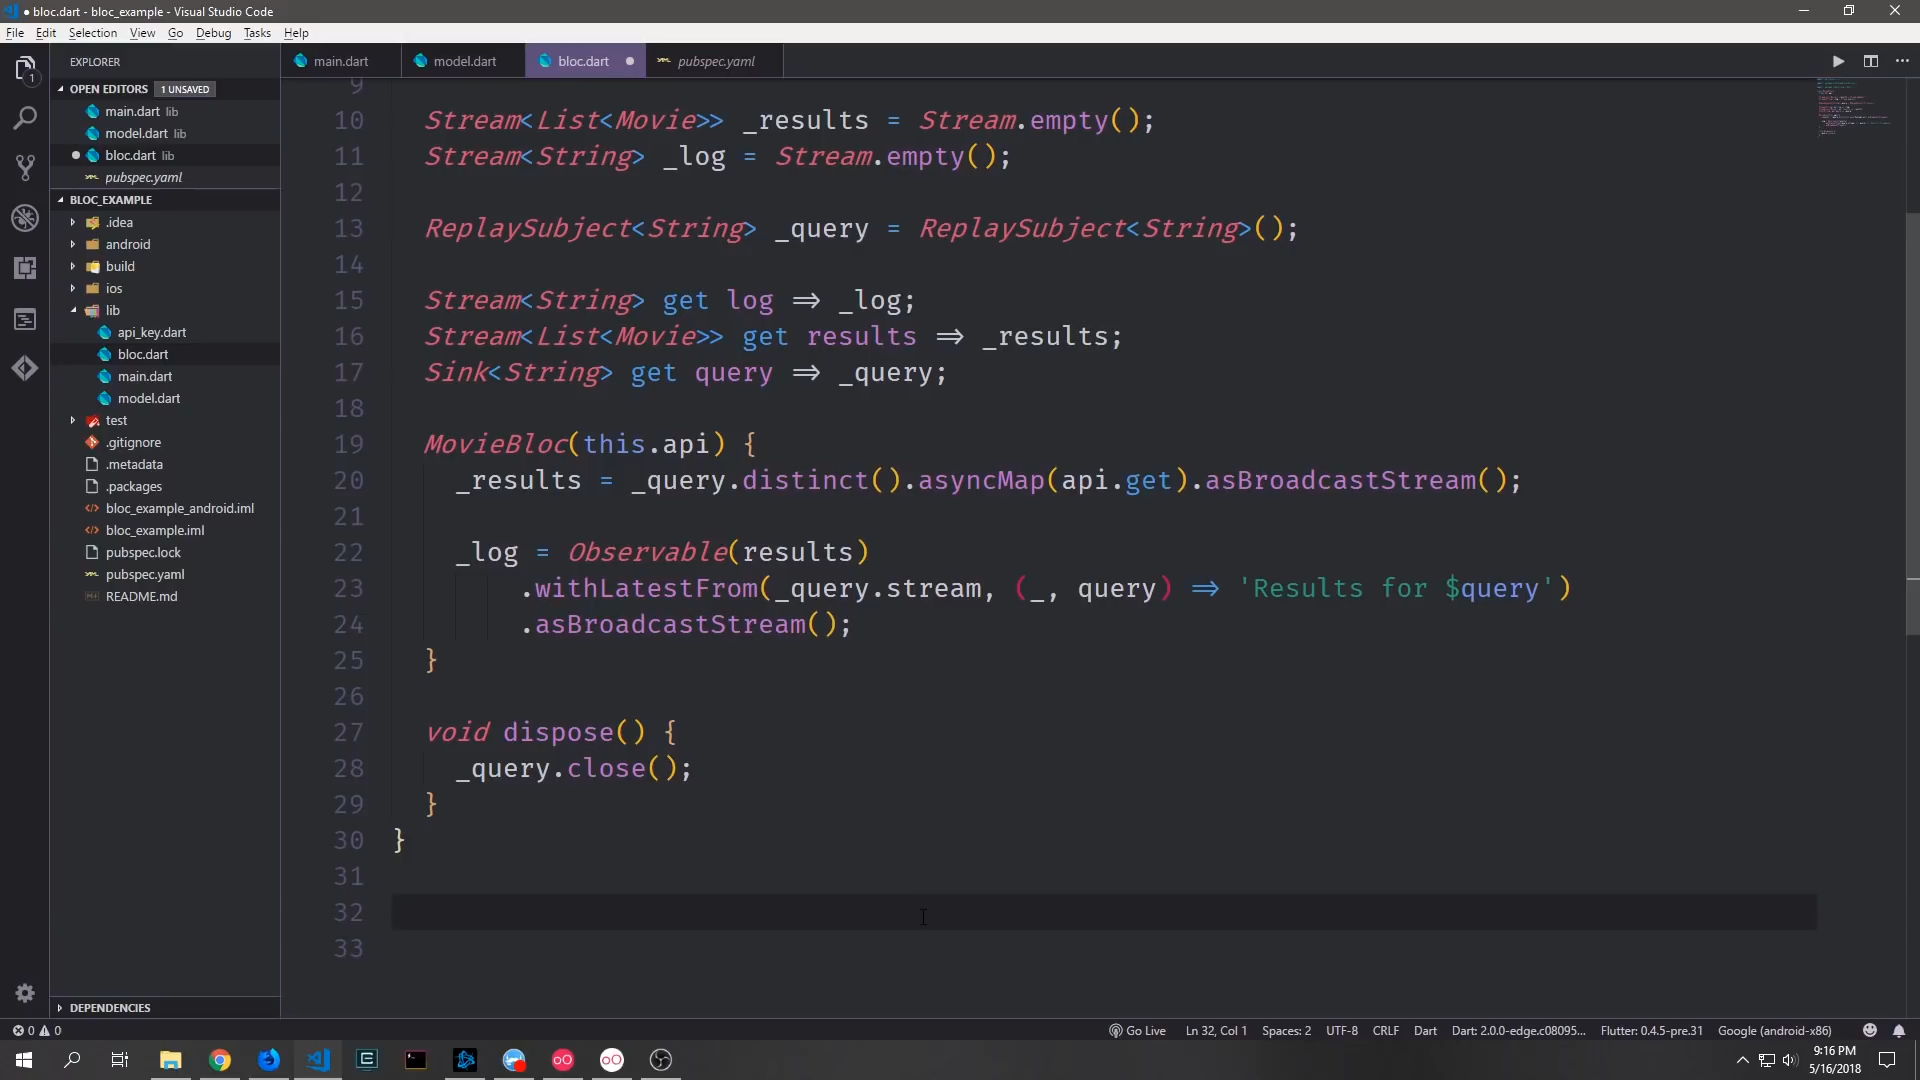 ● bloc.dart - bloc_example - Visual Studio Code
File Edit Selection View Go Debug Tasks Help
1
EXPLORER
OPEN EDITORS 1 UNSAVED
main.dart lib
model.dart lib
bloc.dart lib
pubspec.yaml
BLOC_EXAMPLE
.idea
android
build
ios
lib
api_key.dart
bloc.dart
main.dart
model.dart
test
.gitignore
.metadata
.packages
bloc_example_android.iml
bloc_example.iml
pubspec.lock
pubspec.yaml
README.md
DEPENDENCIES
main.dart model.dart bloc.dart pubspec.yaml
9
10 Stream<List<Movie>> _results = Stream.empty();
11 Stream<String> _log = Stream.empty();
12
13 ReplaySubject<String> _query = ReplaySubject<String>();
14
15 Stream<String> get log => _log;
16 Stream<List<Movie>> get results => _results;
17 Sink<String> get query => _query;
18
19 MovieBloc(this.api) {
20 _results = _query.distinct().asyncMap(api.get).asBroadcastStream();
21
22 _log = Observable(results)
23 .withLatestFrom(_query.stream, (_, query) => 'Results for $query')
24 .asBroadcastStream();
25 }
26
27 void dispose() {
28 _query.close();
29 }
30 }
31
32
33
0 0 Go Live Ln 32, Col 1 Spaces: 2 UTF-8 CRLF Dart Dart: 2.0.0-edge.c08095... Flutter: 0.4.5-pre.31 Google (android-x86)
9:16 PM
5/16/2018